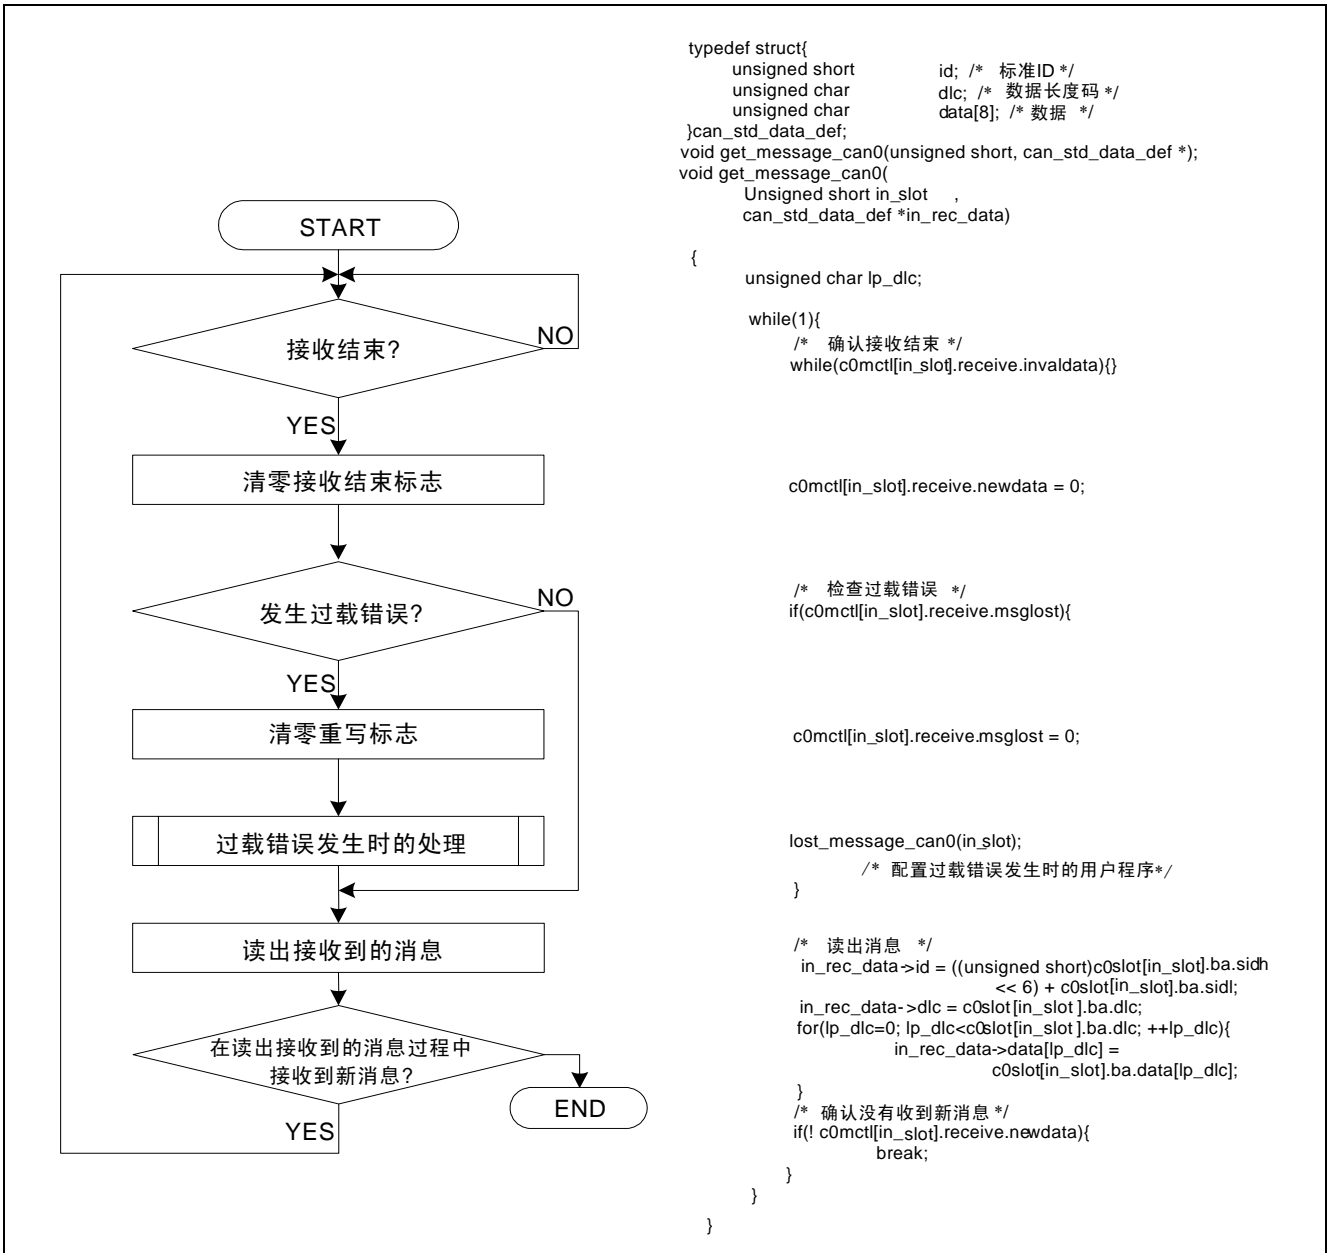 START
接收结束?
NO
YES
清零接收结束标志
发生过载错误?
NO
YES
清零重写标志
过载错误发生时的处理
读出接收到的消息
在读出接收到的消息过程中
接收到新消息?
END
YES
typedef struct{
unsigned short id; /* 标准ID */
unsigned char dlc; /* 数据长度码 */
unsigned char data[8]; /* 数据 */
}can_std_data_def;
void get_message_can0(unsigned short, can_std_data_def *);
void get_message_can0(
Unsigned short in_slot ,
can_std_data_def *in_rec_data)
{
unsigned char lp_dlc;
while(1){
/* 确认接收结束 */
while(c0mctl[in_slot].receive.invaldata){}
c0mctl[in_slot].receive.newdata = 0;
/* 检查过载错误 */
if(c0mctl[in_slot].receive.msglost){
c0mctl[in_slot].receive.msglost = 0;
lost_message_can0(in_slot);
/* 配置过载错误发生时的用户程序*/
}
/* 读出消息 */
in_rec_data->id = ((unsigned short)c0slot[in_slot].ba.sidh
<< 6) + c0slot[in_slot].ba.sidl;
in_rec_data->dlc = c0slot[in_slot].ba.dlc;
for(lp_dlc=0; lp_dlc<c0slot[in_slot].ba.dlc; ++lp_dlc){
in_rec_data->data[lp_dlc] =
c0slot[in_slot].ba.data[lp_dlc];
}
/* 确认没有收到新消息 */
if(! c0mctl[in_slot].receive.newdata){
break;
}
}
}